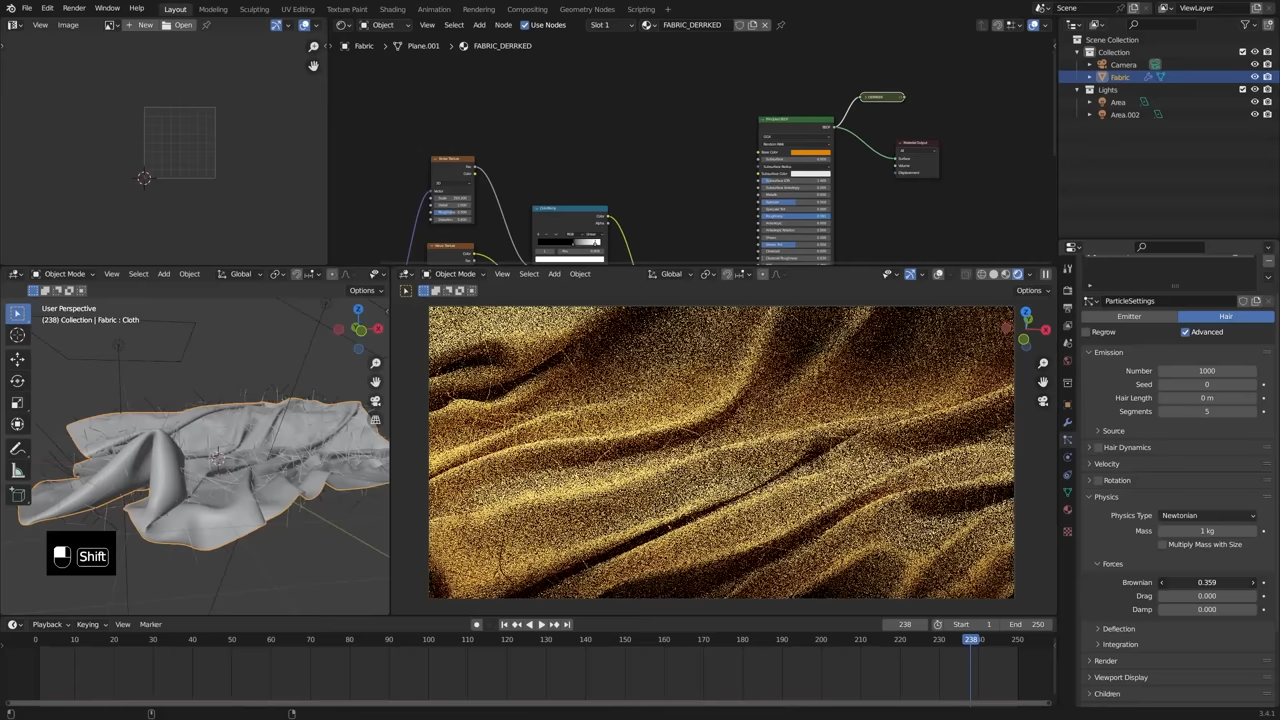 File Edit Render Window Help Layout Modeling Sculpting UV Editing Texture Paint Shading Animation Rendering Compositing Geometry Nodes Scripting Scene ViewLayer
View Image New Open
Object View Select Add Node Use Nodes Slot 1 FABRIC_DERRKED
Fabric Plane.001 FABRIC_DERRKED
Scene Collection
Collection
Camera
Fabric
Lights
Area
Area.002
Object Mode View Select Add Object Global
Options
User Perspective
(238) Collection | Fabric : Cloth
Shift
Object Mode View Select Add Object Global
Options
ParticleSettings
Emitter Hair
Regrow Advanced
Emission
Number 1000
Seed 0
Hair Length 0 m
Segments 5
Source
Hair Dynamics
Velocity
Rotation
Physics
Physics Type Newtonian
Mass 1 kg
Multiply Mass with Size
Forces
Brownian 0.359
Drag 0.000
Damp 0.000
Deflection
Integration
Render
Viewport Display
Children
Playback Keying View Marker 238 Start 1 End 250
0 10 20 30 40 50 60 70 80 90 100 110 120 130 140 150 160 170 180 190 200 210 220 230 238 250
3.4.1